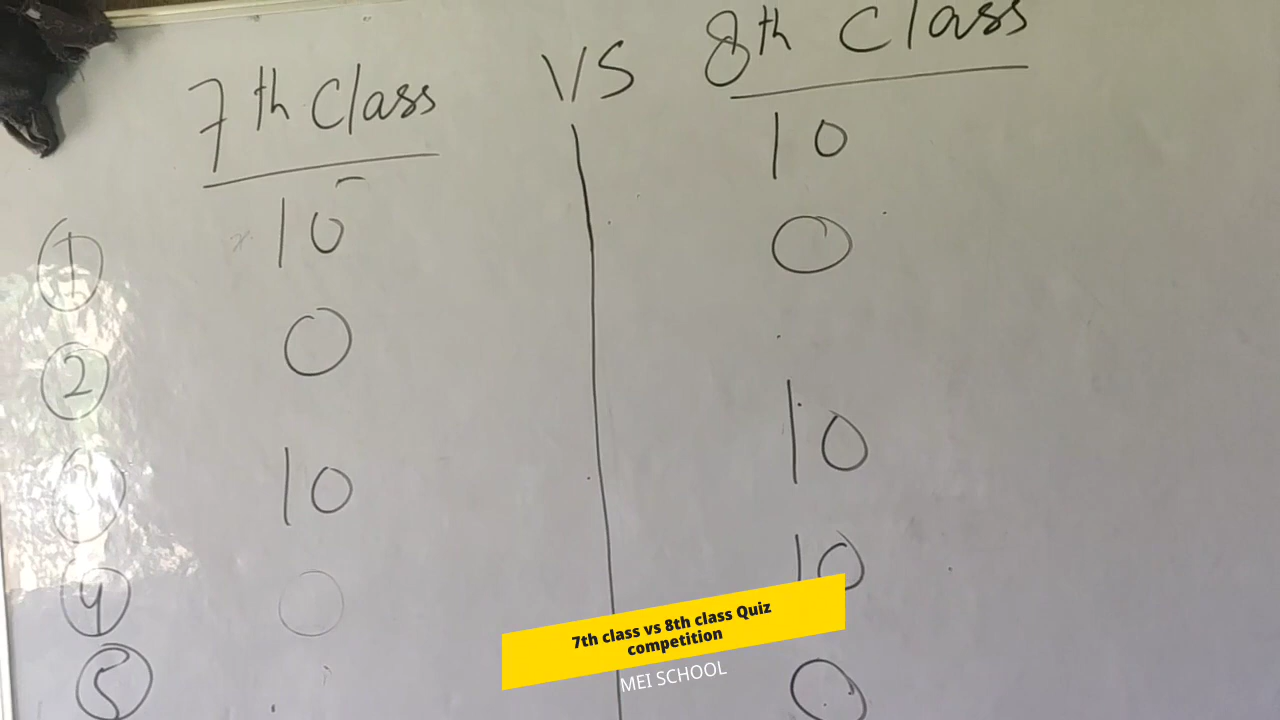 7th Class VS 8th Class
① 10 10
② 0 0
③ 10 10
④ 0 10
⑤ 0
7th class vs 8th class Quiz
competition
MEI SCHOOL